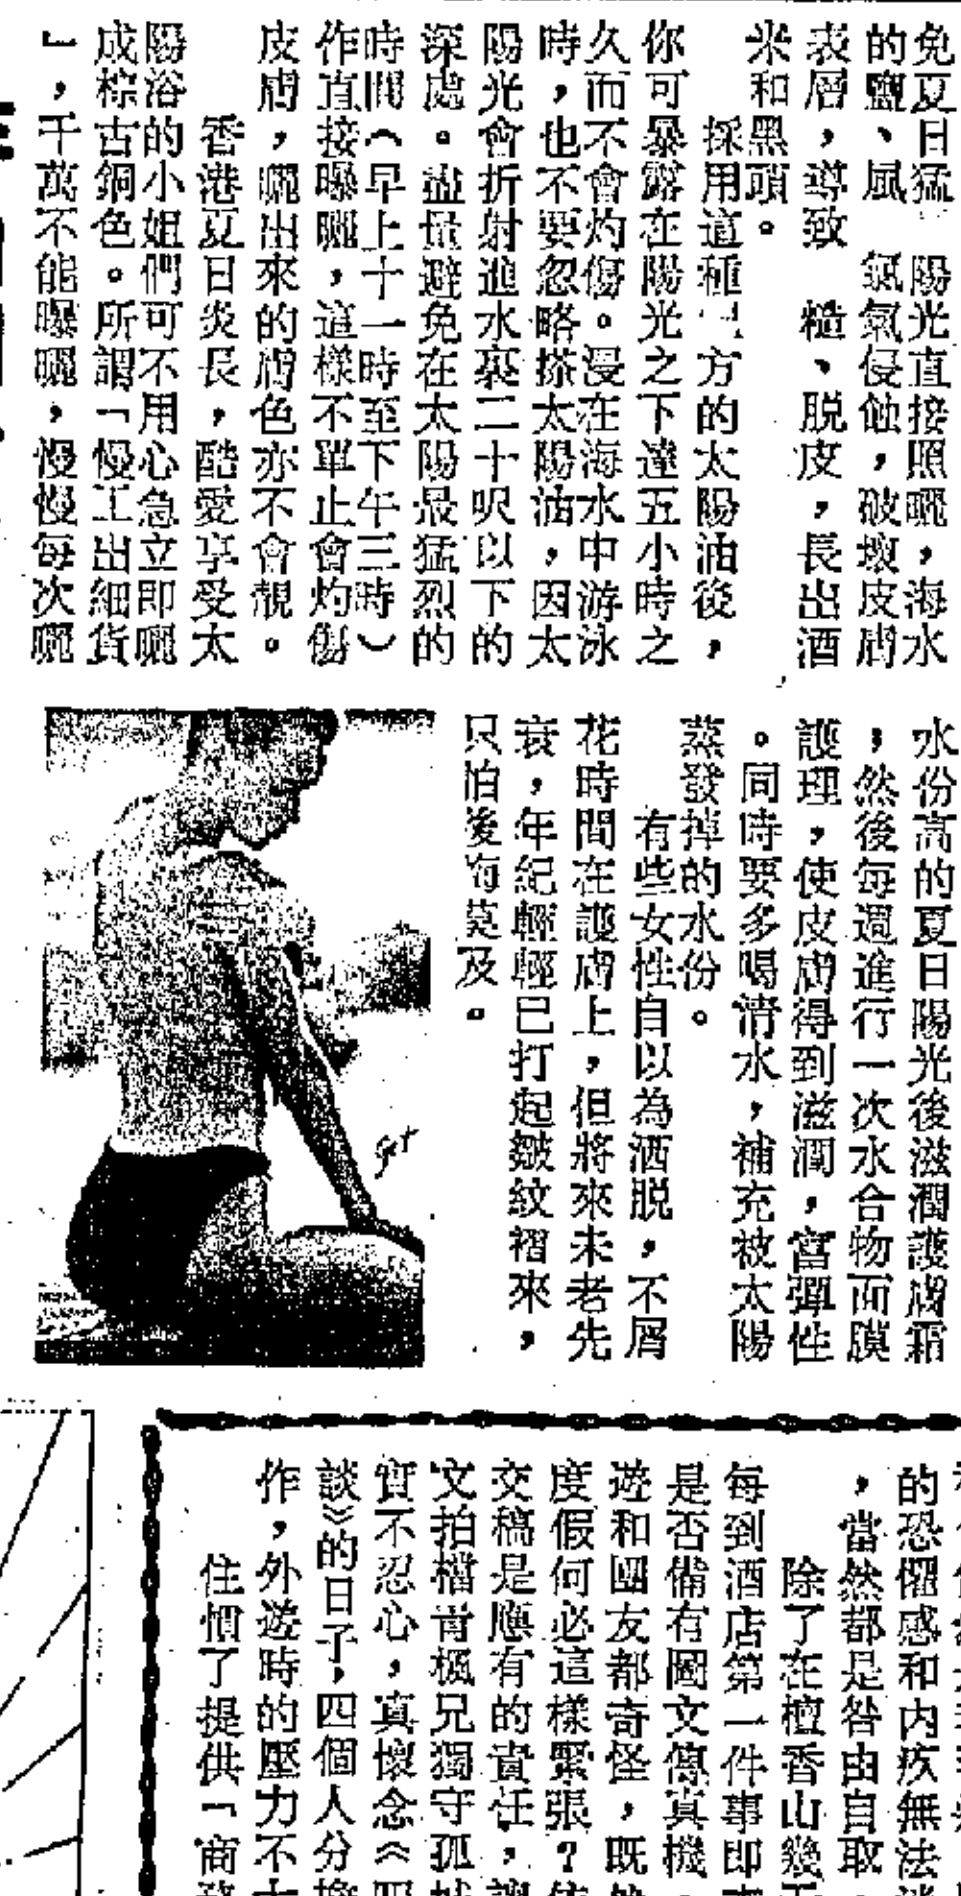 免夏日猛　陽光直接照曬，海水
的鹽、風　氣氣侵蝕，破壞皮膚
表層，導致　糙、脫皮，長出酒
米和黑頭。
採用這種　方的太陽油後，
你可暴露在陽光之下達五小時之
久而不會灼傷。漫在海水中游泳
時，也不要忽略搽太陽油，因太
陽光會折射進水裏二十呎以下的
深處。盡量避免在太陽最猛烈的
時間（早上十一時至下午三時）
作直接曝曬，這樣不單止會灼傷
皮膚，曬出來的膚色亦不會靚。
香港夏日炎長，酷愛享受太
陽浴的小姐們可不用心急立即曬
成棕古銅色。所謂「慢工出細貨
」，千萬不能曝曬，慢慢每次曬
水份高的夏日陽光後滋潤護膚霜
，然後每週進行一次水合物面膜
護理，使皮膚得到滋潤，富彈性
。同時要多喝清水，補充被太陽
蒸發掉的水份。
有些女性自以為洒脫，不屑
花時間在護膚上，但將來未老先
衰，年紀輕輕已打起皺紋褶來，
只怕後悔莫及。
的恐懼感和內疚無法
，當然都是咎由自取
除了在檀香山幾
每到酒店第一件事即
是否備有圖文傳真機
遊和團友都奇怪，既
度假何必這樣緊張？
交稿是應有的責任，
文拍檔青楓兄獨守孤
實不忍心，真懷念《四
談》的日子，四個人分擔
作，外遊時的壓力不
住慣了提供「商